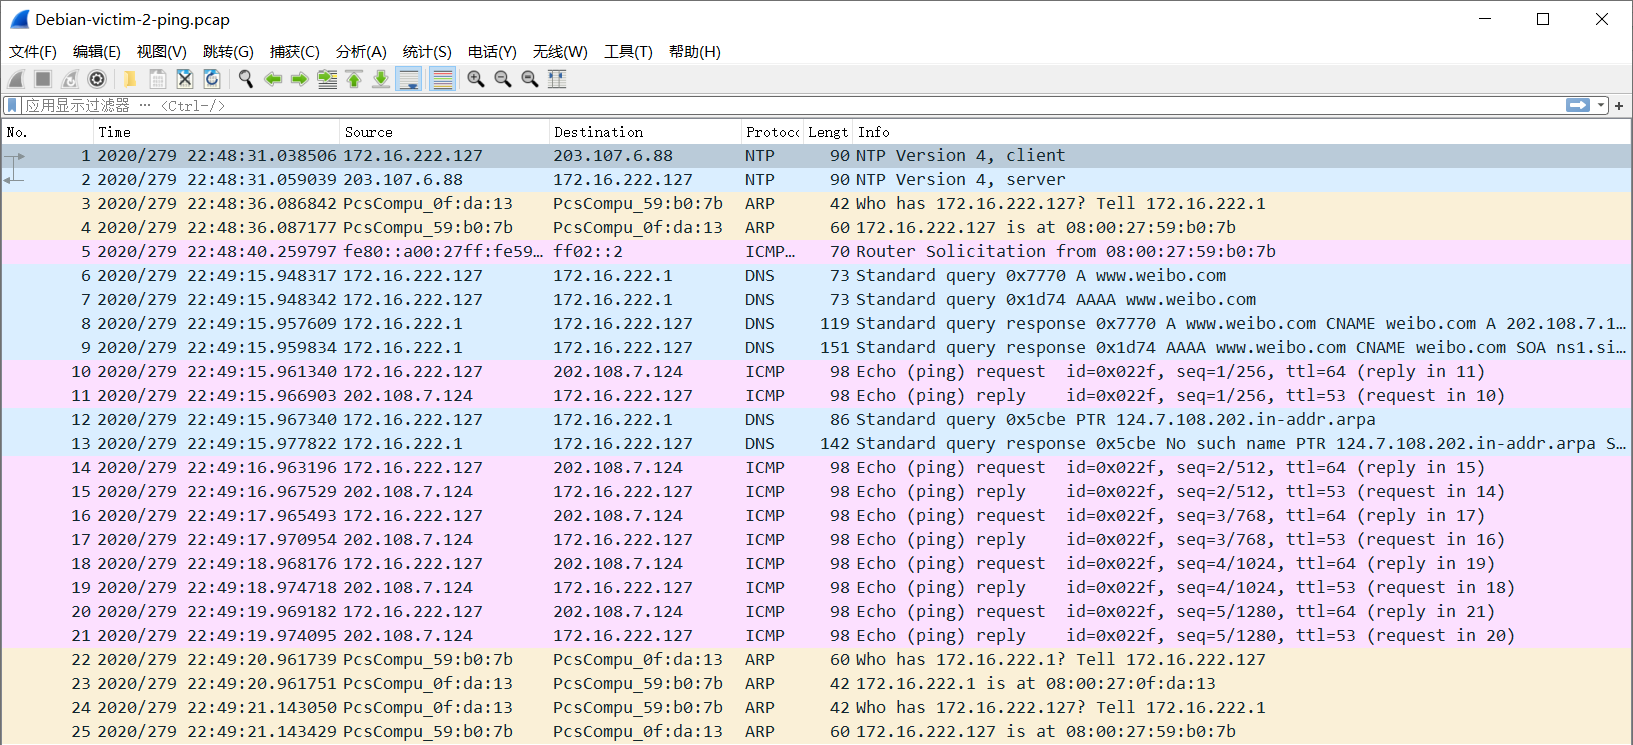 Debian-victim-2-ping.pcap
文件(F) 编辑(E) 视图(V) 跳转(G) 捕获(C) 分析(A) 统计(S) 电话(Y) 无线(W) 工具(T) 帮助(H)
应用显示过滤器 … <Ctrl-/>
No. Time Source Destination Protocc Lengt Info
1 2020/279 22:48:31.038506 172.16.222.127 203.107.6.88 NTP 90 NTP Version 4, client
2 2020/279 22:48:31.059039 203.107.6.88 172.16.222.127 NTP 90 NTP Version 4, server
3 2020/279 22:48:36.086842 PcsCompu_0f:da:13 PcsCompu_59:b0:7b ARP 42 Who has 172.16.222.127? Tell 172.16.222.1
4 2020/279 22:48:36.087177 PcsCompu_59:b0:7b PcsCompu_0f:da:13 ARP 60 172.16.222.127 is at 08:00:27:59:b0:7b
5 2020/279 22:48:40.259797 fe80::a00:27ff:fe59… ff02::2 ICMP… 70 Router Solicitation from 08:00:27:59:b0:7b
6 2020/279 22:49:15.948317 172.16.222.127 172.16.222.1 DNS 73 Standard query 0x7770 A www.weibo.com
7 2020/279 22:49:15.948342 172.16.222.127 172.16.222.1 DNS 73 Standard query 0x1d74 AAAA www.weibo.com
8 2020/279 22:49:15.957609 172.16.222.1 172.16.222.127 DNS 119 Standard query response 0x7770 A www.weibo.com CNAME weibo.com A 202.108.7.1…
9 2020/279 22:49:15.959834 172.16.222.1 172.16.222.127 DNS 151 Standard query response 0x1d74 AAAA www.weibo.com CNAME weibo.com SOA ns1.si…
10 2020/279 22:49:15.961340 172.16.222.127 202.108.7.124 ICMP 98 Echo (ping) request id=0x022f, seq=1/256, ttl=64 (reply in 11)
11 2020/279 22:49:15.966903 202.108.7.124 172.16.222.127 ICMP 98 Echo (ping) reply id=0x022f, seq=1/256, ttl=53 (request in 10)
12 2020/279 22:49:15.967340 172.16.222.127 172.16.222.1 DNS 86 Standard query 0x5cbe PTR 124.7.108.202.in-addr.arpa
13 2020/279 22:49:15.977822 172.16.222.1 172.16.222.127 DNS 142 Standard query response 0x5cbe No such name PTR 124.7.108.202.in-addr.arpa S…
14 2020/279 22:49:16.963196 172.16.222.127 202.108.7.124 ICMP 98 Echo (ping) request id=0x022f, seq=2/512, ttl=64 (reply in 15)
15 2020/279 22:49:16.967529 202.108.7.124 172.16.222.127 ICMP 98 Echo (ping) reply id=0x022f, seq=2/512, ttl=53 (request in 14)
16 2020/279 22:49:17.965493 172.16.222.127 202.108.7.124 ICMP 98 Echo (ping) request id=0x022f, seq=3/768, ttl=64 (reply in 17)
17 2020/279 22:49:17.970954 202.108.7.124 172.16.222.127 ICMP 98 Echo (ping) reply id=0x022f, seq=3/768, ttl=53 (request in 16)
18 2020/279 22:49:18.968176 172.16.222.127 202.108.7.124 ICMP 98 Echo (ping) request id=0x022f, seq=4/1024, ttl=64 (reply in 19)
19 2020/279 22:49:18.974718 202.108.7.124 172.16.222.127 ICMP 98 Echo (ping) reply id=0x022f, seq=4/1024, ttl=53 (request in 18)
20 2020/279 22:49:19.969182 172.16.222.127 202.108.7.124 ICMP 98 Echo (ping) request id=0x022f, seq=5/1280, ttl=64 (reply in 21)
21 2020/279 22:49:19.974095 202.108.7.124 172.16.222.127 ICMP 98 Echo (ping) reply id=0x022f, seq=5/1280, ttl=53 (request in 20)
22 2020/279 22:49:20.961739 PcsCompu_59:b0:7b PcsCompu_0f:da:13 ARP 60 Who has 172.16.222.1? Tell 172.16.222.127
23 2020/279 22:49:20.961751 PcsCompu_0f:da:13 PcsCompu_59:b0:7b ARP 42 172.16.222.1 is at 08:00:27:0f:da:13
24 2020/279 22:49:21.143050 PcsCompu_0f:da:13 PcsCompu_59:b0:7b ARP 42 Who has 172.16.222.127? Tell 172.16.222.1
25 2020/279 22:49:21.143429 PcsCompu_59:b0:7b PcsCompu_0f:da:13 ARP 60 172.16.222.127 is at 08:00:27:59:b0:7b